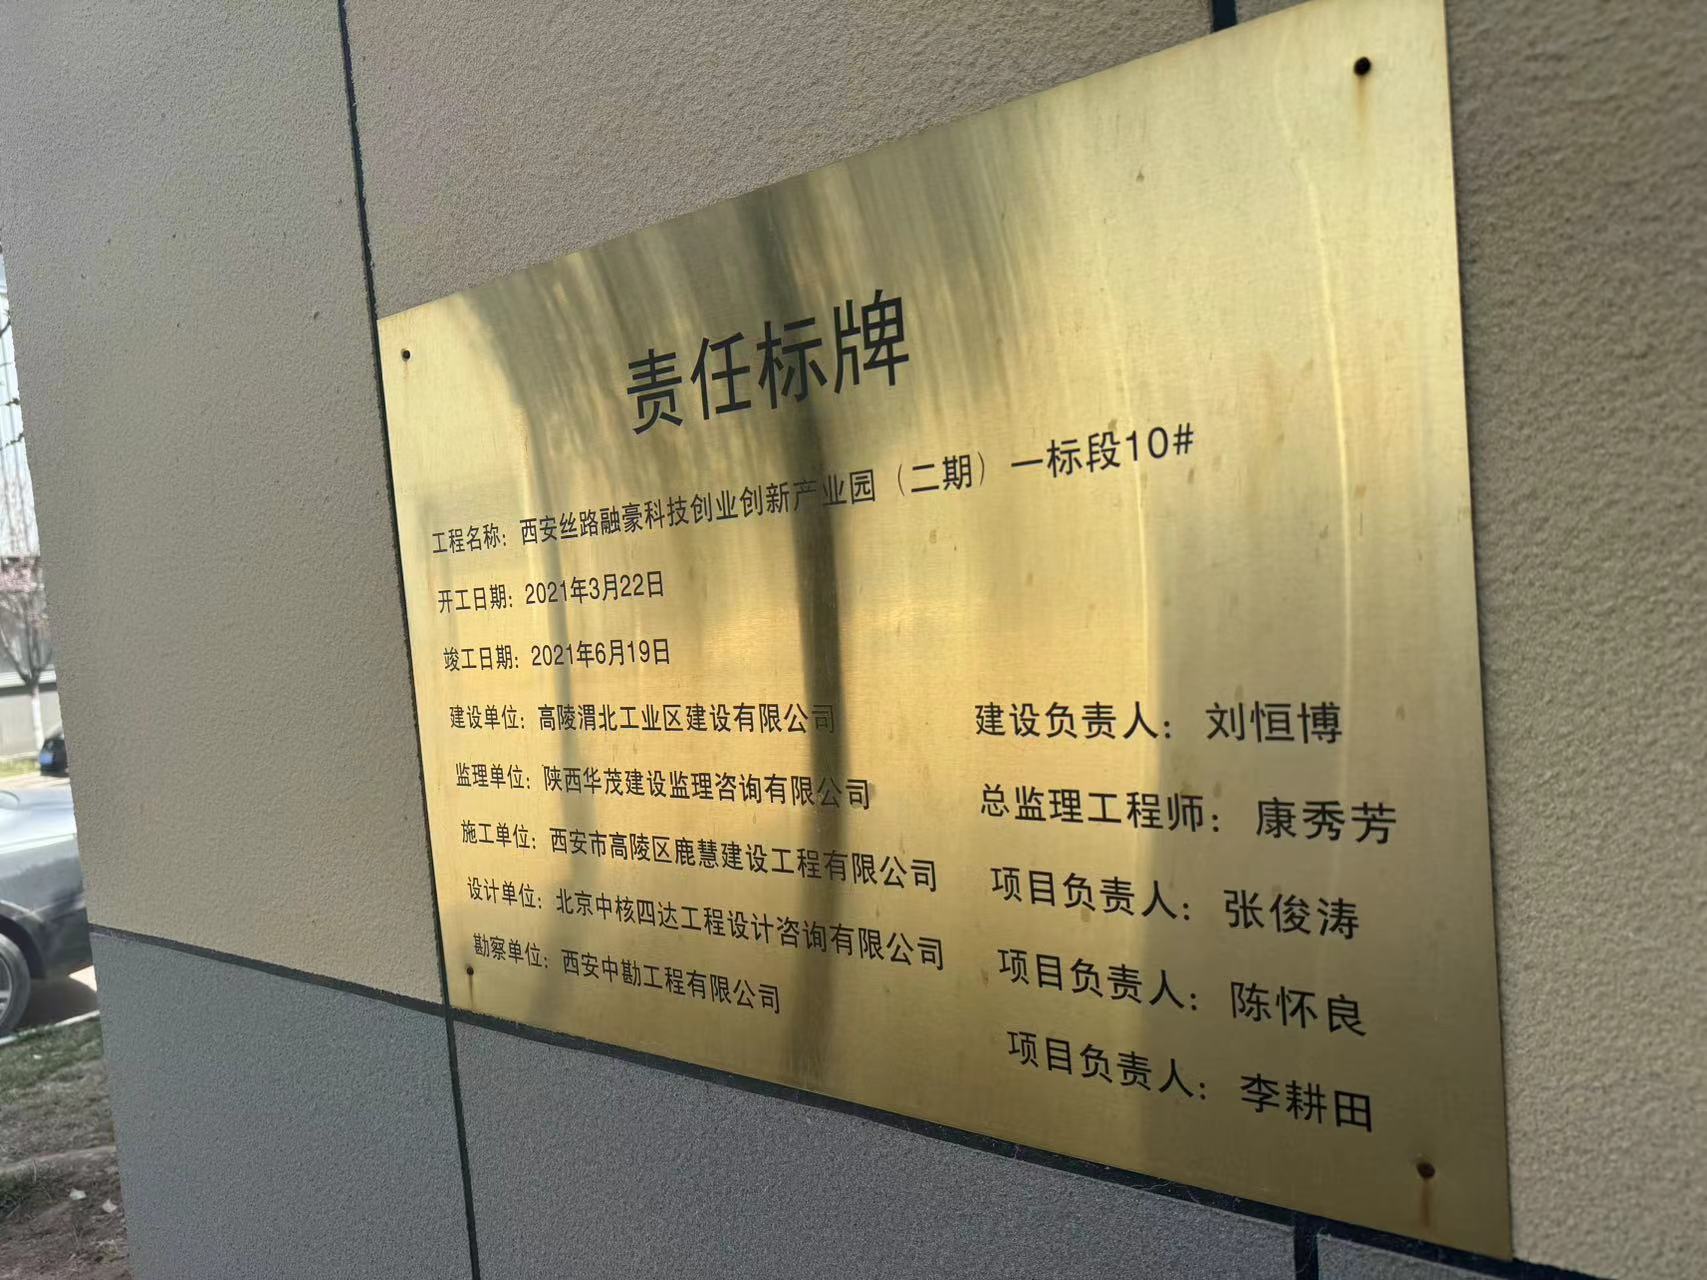 责任标牌
工程名称：西安丝路融豪科技创业创新产业园（二期）一标段10#
开工日期：2021年3月22日
竣工日期：2021年6月19日
建设单位：高陵渭北工业区建设有限公司 建设负责人：刘恒博
监理单位：陕西华茂建设监理咨询有限公司 总监理工程师：康秀芳
施工单位：西安市高陵区鹿慧建设工程有限公司 项目负责人：张俊涛
设计单位：北京中核四达工程设计咨询有限公司 项目负责人：陈怀良
勘察单位：西安中勘工程有限公司 项目负责人：李耕田